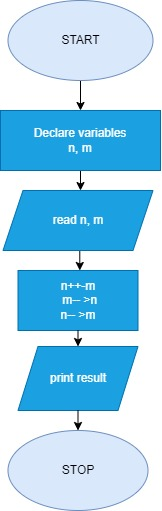 START
Declare variables
n, m
read n, m
n++-m
m-- >n
n-- >m
print result
STOP